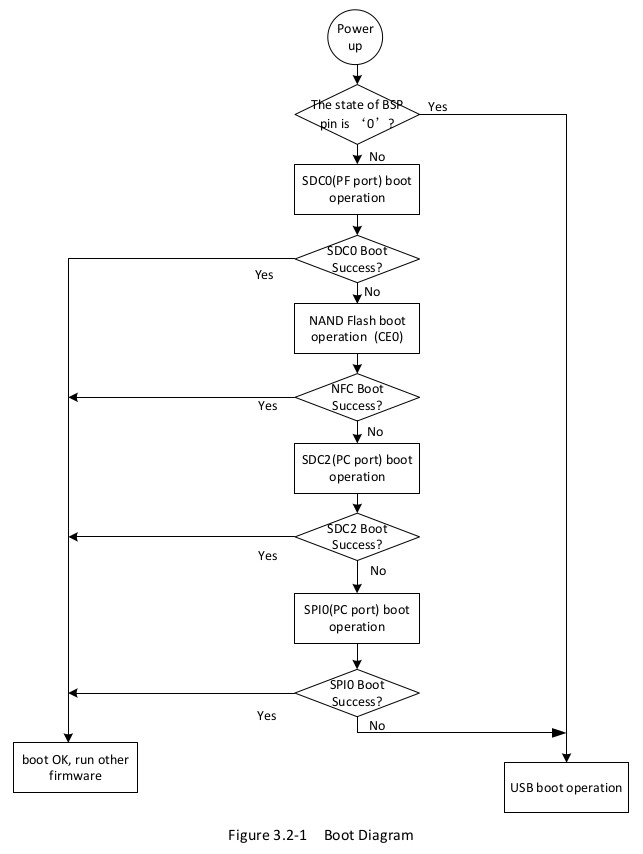 Power
up
The state of BSP
pin is ‘0’?
Yes
No
SDC0(PF port) boot
operation
SDC0 Boot
Success?
Yes
No
NAND Flash boot
operation (CE0)
NFC Boot
Success?
Yes
No
SDC2(PC port) boot
operation
SDC2 Boot
Success?
Yes
No
SPI0(PC port) boot
operation
SPI0 Boot
Success?
Yes
No
boot OK, run other
firmware
USB boot operation
Figure 3.2-1 Boot Diagram